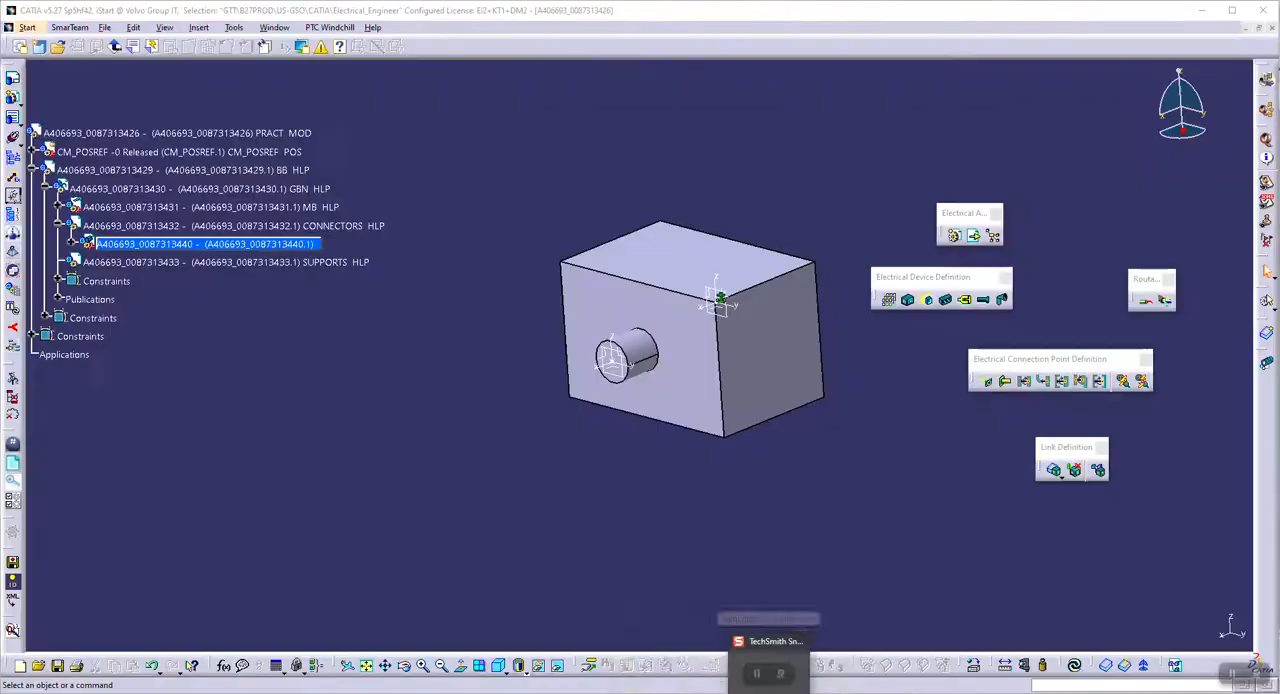 CATIA v5.27 Sp5hf42, iStart @ Volvo Group IT, Selection: "GTT\B27PROD\US-GSO\CATIA\Electrical_Engineer" Configured License: EI2+KT1+DM2 - [A406693_0087313426]
Start SmarTeam File Edit View Insert Tools Window PTC Windchill Help
A406693_0087313426 - (A406693_0087313426) PRACT MOD
CM_POSREF -0 Released (CM_POSREF.1) CM_POSREF POS
A406693_0087313429 - (A406693_0087313429.1) BB HLP
A406693_0087313430 - (A406693_0087313430.1) GBN HLP
A406693_0087313431 - (A406693_0087313431.1) MB HLP
A406693_0087313432 - (A406693_0087313432.1) CONNECTORS HLP
A406693_0087313440 - (A406693_0087313440.1)
A406693_0087313433 - (A406693_0087313433.1) SUPPORTS HLP
Constraints
Publications
Constraints
Constraints
Applications
Electrical A...
Electrical Device Definition
Routa...
Electrical Connection Point Definition
Link Definition
TechSmith Sn...
Select an object or a command